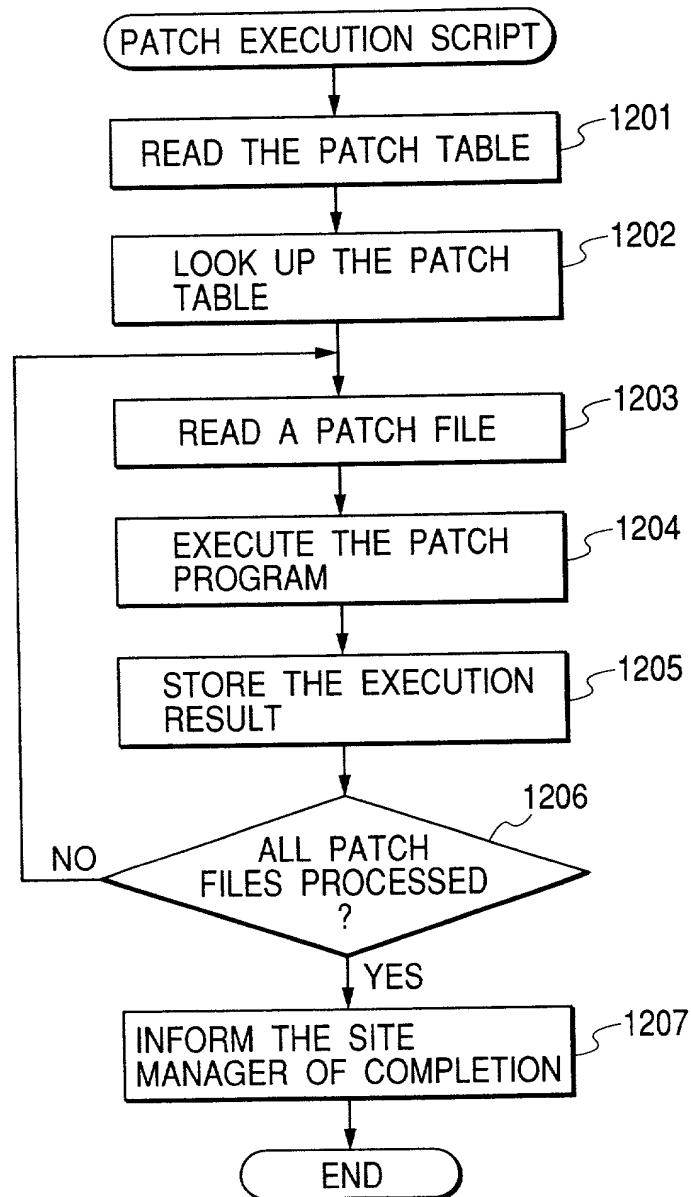 PATCH EXECUTION SCRIPT
1201
READ THE PATCH TABLE
1202
LOOK UP THE PATCH
TABLE
1203
READ A PATCH FILE
1204
EXECUTE THE PATCH
PROGRAM
1205
STORE THE EXECUTION
RESULT
1206
ALL PATCH
FILES PROCESSED
?
NO
YES
1207
INFORM THE SITE
MANAGER OF COMPLETION
END